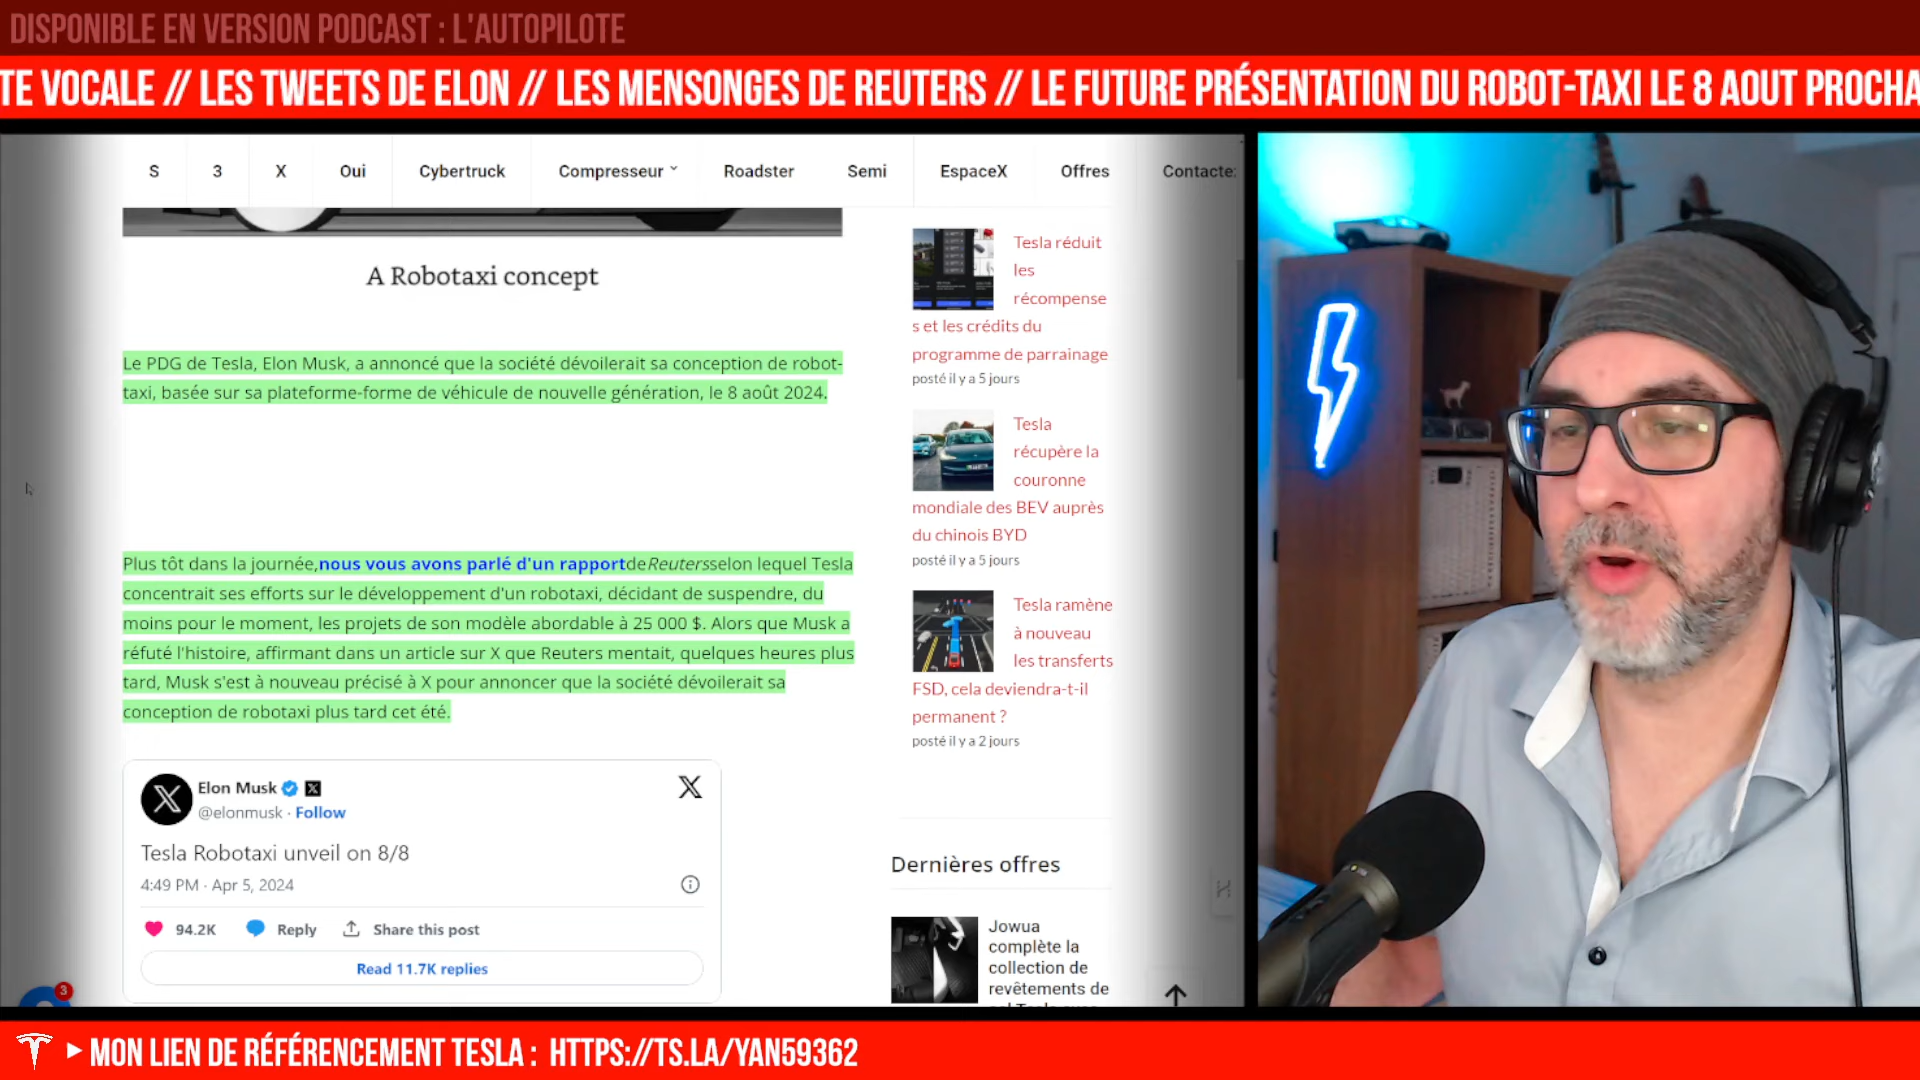 DISPONIBLE EN VERSION PODCAST : L'AUTOPILOTE
TE VOCALE // LES TWEETS DE ELON // LES MENSONGES DE REUTERS // LE FUTURE PRÉSENTATION DU ROBOT-TAXI LE 8 AOUT PROCHA
S 3 X Oui Cybertruck Compresseur Roadster Semi EspaceX Offres Contacte:
A Robotaxi concept
Le PDG de Tesla, Elon Musk, a annoncé que la société dévoilerait sa conception de robot-
taxi, basée sur sa plateforme-forme de véhicule de nouvelle génération, le 8 août 2024.
Plus tôt dans la journée,nous vous avons parlé d'un rapportdeReutersselon lequel Tesla
concentrait ses efforts sur le développement d'un robotaxi, décidant de suspendre, du
moins pour le moment, les projets de son modèle abordable à 25 000 $. Alors que Musk a
réfuté l'histoire, affirmant dans un article sur X que Reuters mentait, quelques heures plus
tard, Musk s'est à nouveau précisé à X pour annoncer que la société dévoilerait sa
conception de robotaxi plus tard cet été.
Elon Musk
@elonmusk · Follow
Tesla Robotaxi unveil on 8/8
4:49 PM · Apr 5, 2024
94.2K Reply Share this post
Read 11.7K replies
3
Tesla réduit
les
récompense
s et les crédits du
programme de parrainage
posté il y a 5 jours
Tesla
récupère la
couronne
mondiale des BEV auprès
du chinois BYD
posté il y a 5 jours
Tesla ramène
à nouveau
les transferts
FSD, cela deviendra-t-il
permanent ?
posté il y a 2 jours
Dernières offres
Jowua
complète la
collection de
revêtements de
MON LIEN DE RÉFÉRENCEMENT TESLA : HTTPS://TS.LA/YAN59362